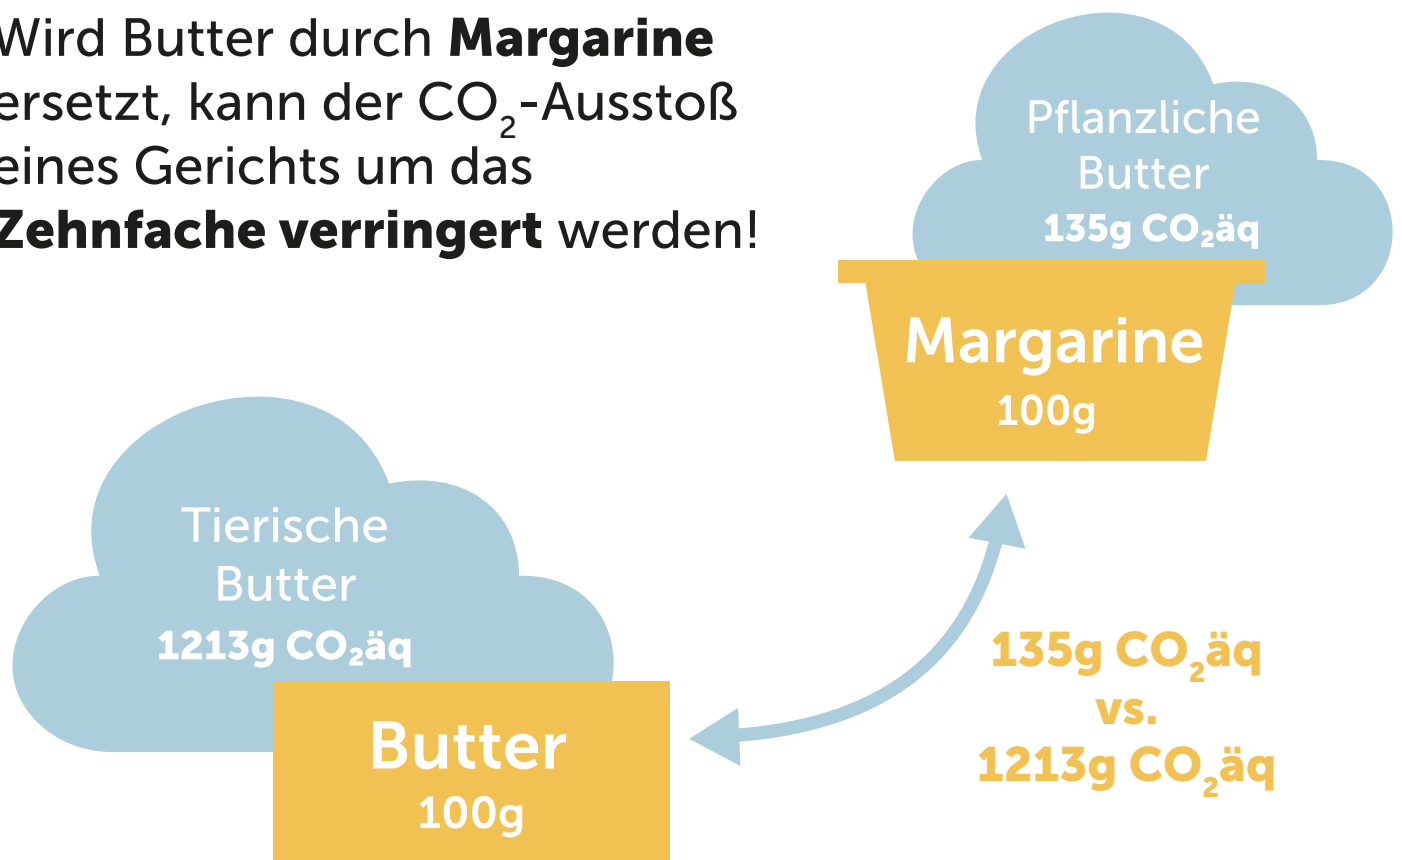 Wird Butter durch Margarine
ersetzt, kann der CO₂-Ausstoß
eines Gerichts um das
Zehnfache verringert werden!
Pflanzliche
Butter
135g CO₂äq
Margarine
100g
Tierische
Butter
1213g CO₂äq
Butter
100g
135g CO₂äq
vs.
1213g CO₂äq